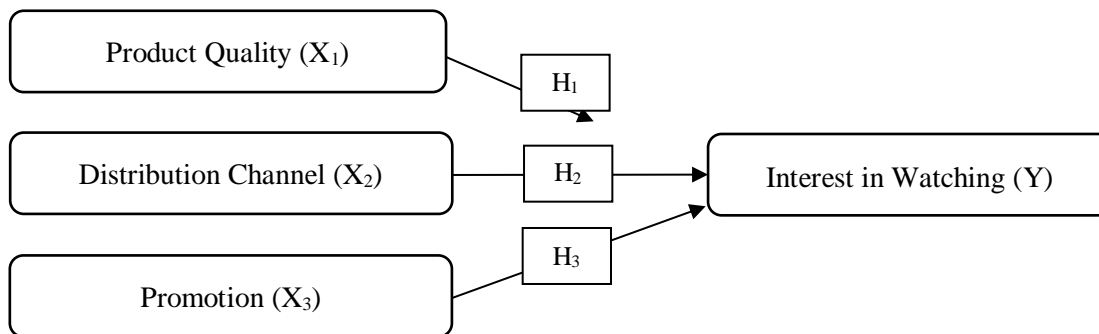 Product Quality (X₁)
H₁
Distribution Channel (X₂)
H₂
Interest in Watching (Y)
H₃
Promotion (X₃)